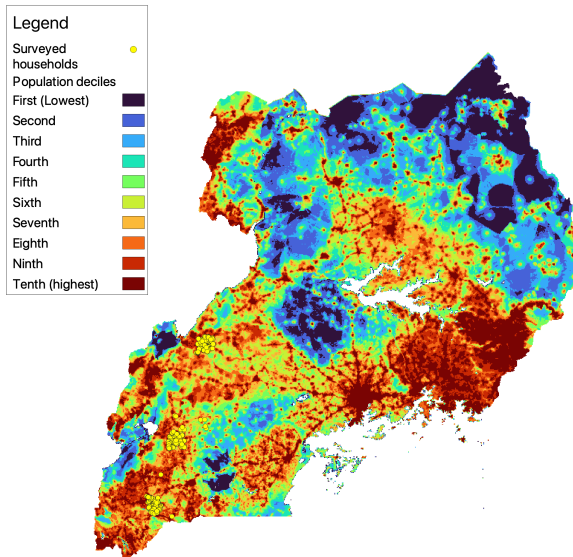 Legend
Surveyed
households
Population deciles
First (Lowest)
Second
Third
Fourth
Fifth
Sixth
Seventh
Eighth
Ninth
Tenth (highest)